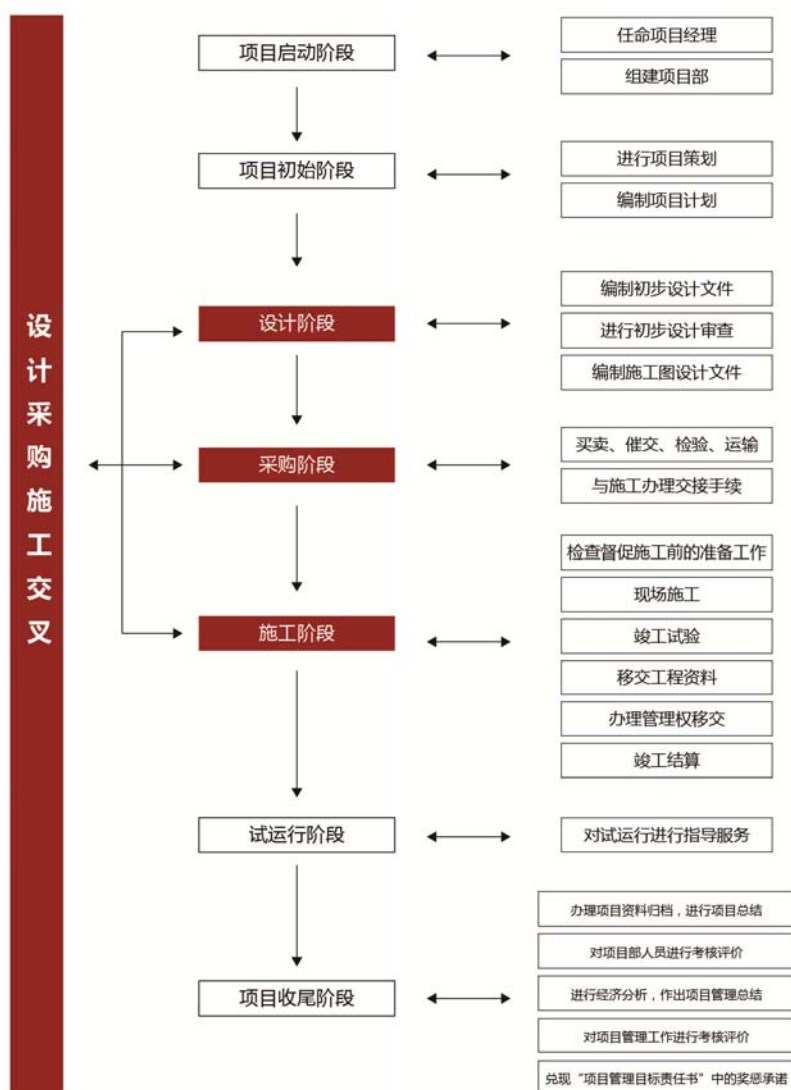 设计采购施工交叉
项目启动阶段
任命项目经理
组建项目部
项目初始阶段
进行项目策划
编制项目计划
设计阶段
编制初步设计文件
进行初步设计审查
编制施工图设计文件
采购阶段
买卖、催交、检验、运输
与施工办理交接手续
施工阶段
检查督促施工前的准备工作
现场施工
竣工试验
移交工程资料
办理管理权移交
竣工结算
试运行阶段
对试运行进行指导服务
项目收尾阶段
办理项目资料归档，进行项目总结
对项目部人员进行考核评价
进行经济分析，作出项目管理总结
对项目管理工作进行考核评价
兑现“项目管理目标责任书”中的奖惩承诺